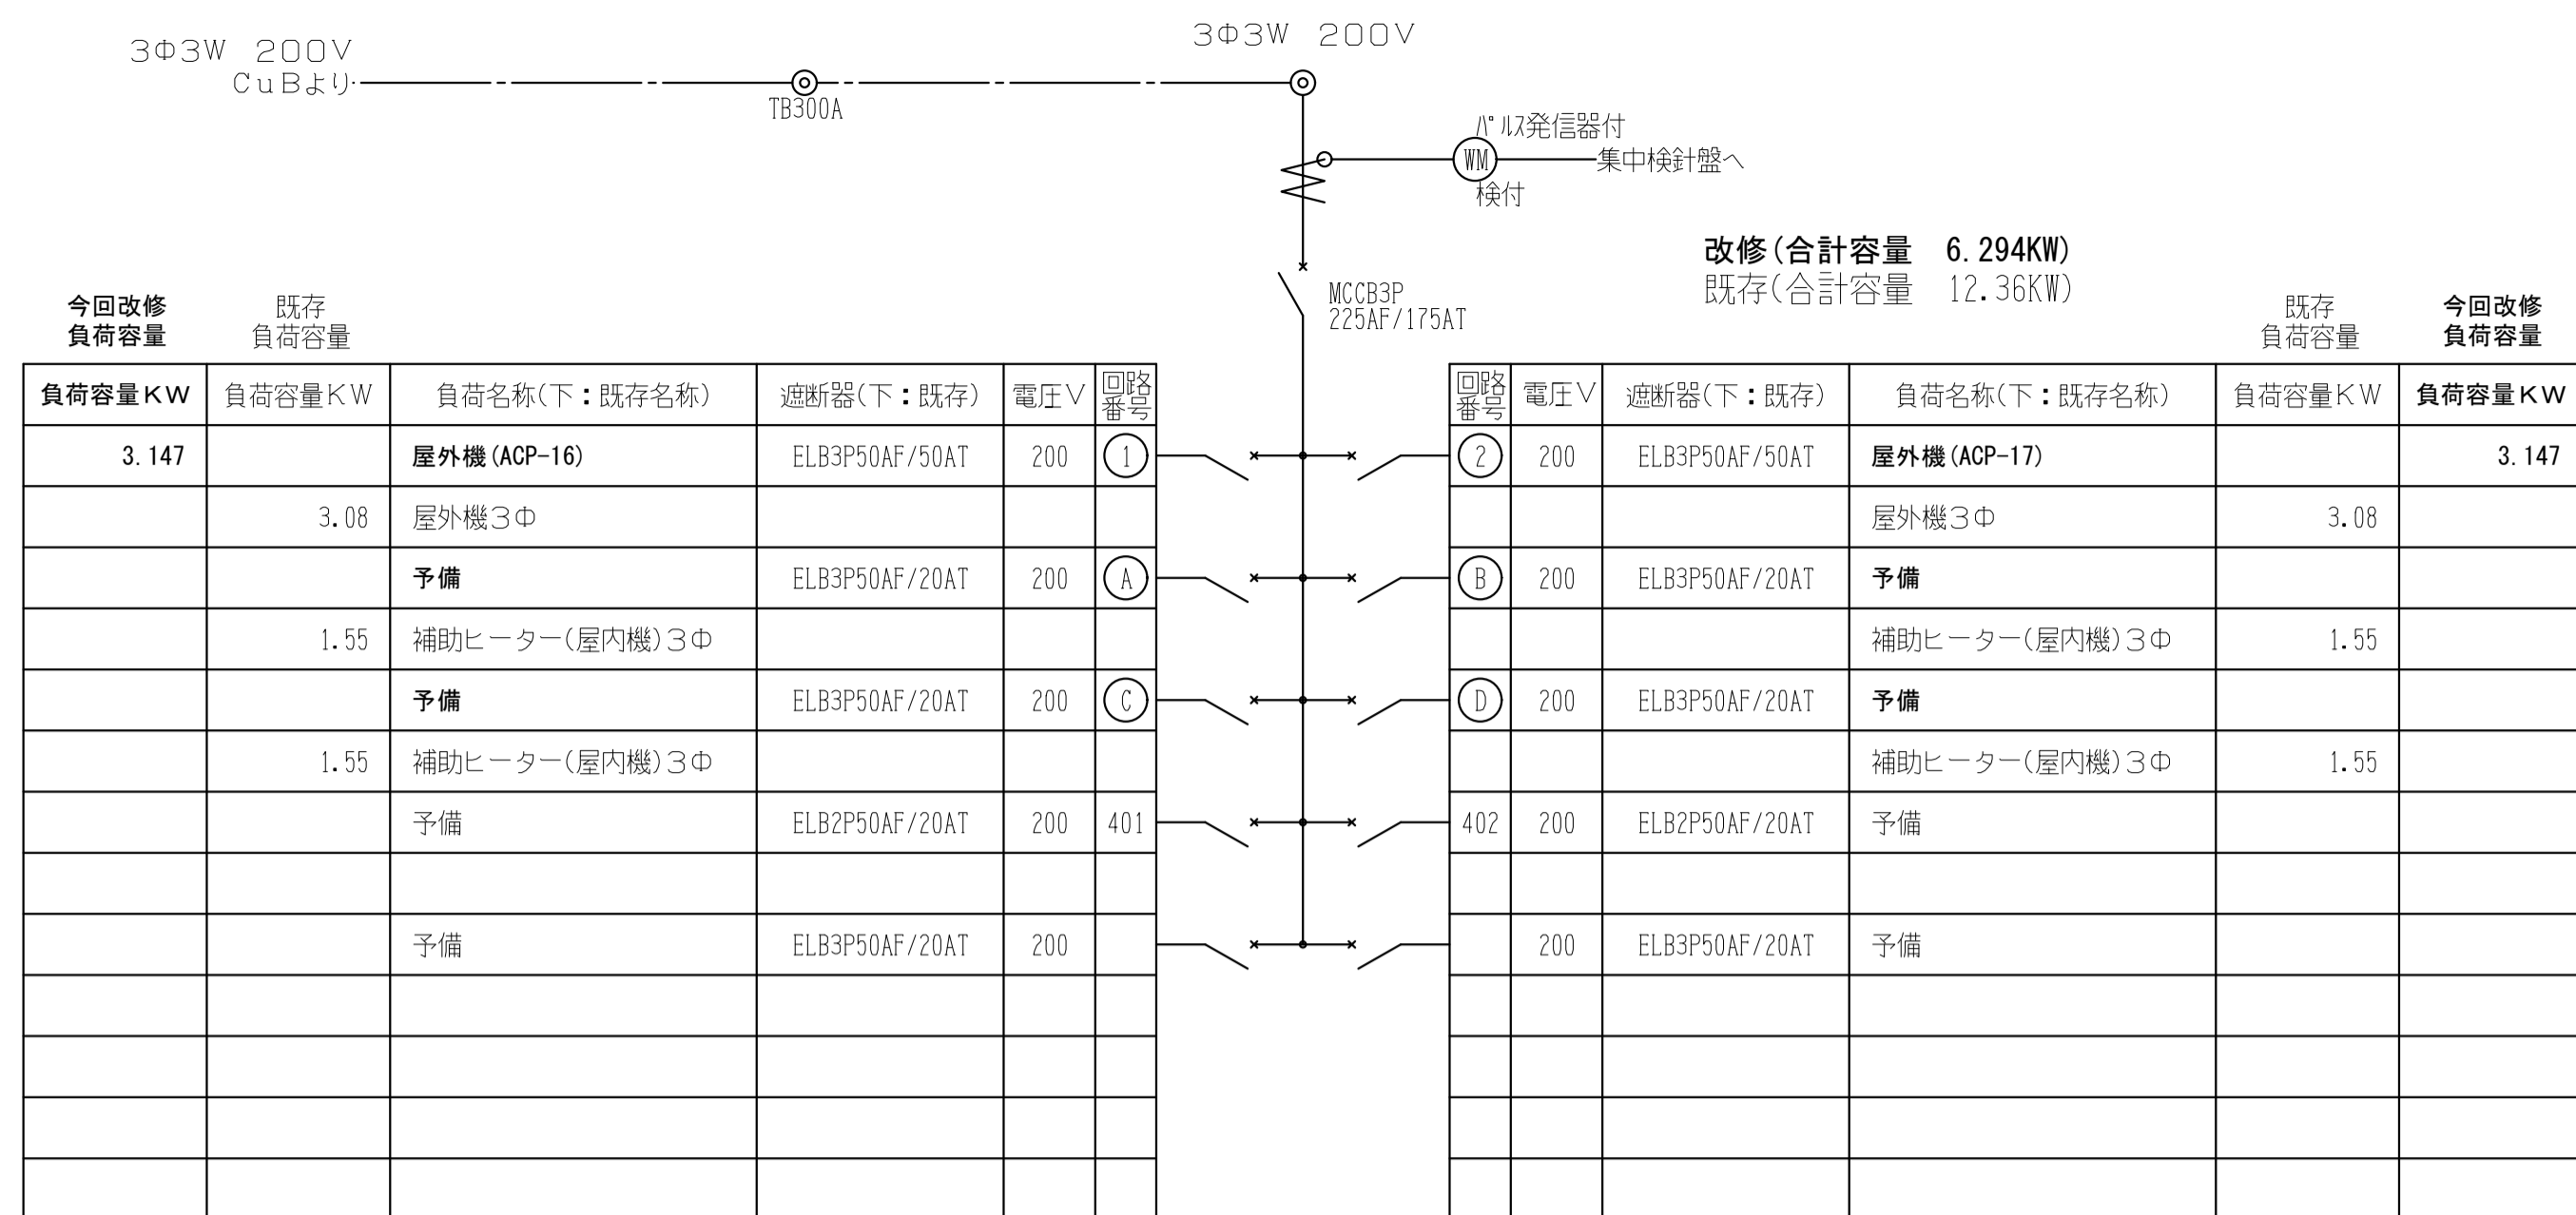 3Φ3W 200V
3Φ3W 200V
CuBより
TB300A
パルス発信器付
WM
集中検針盤へ
検付
改修(合計容量 6.294KW)
既存(合計容量 12.36KW)
MCCB3P
225AF/175AT
今回改修
負荷容量
既存
負荷容量
既存
負荷容量
今回改修
負荷容量
負荷容量KW 負荷容量KW 負荷名称(下:既存名称) 遮断器(下:既存) 電圧V 回路番号 回路番号 電圧V 遮断器(下:既存) 負荷名称(下:既存名称) 負荷容量KW 負荷容量KW
3.147 屋外機(ACP-16) ELB3P50AF/50AT 200 1 2 200 ELB3P50AF/50AT 屋外機(ACP-17) 3.147
3.08 屋外機3Φ 屋外機3Φ 3.08
予備 ELB3P50AF/20AT 200 A B 200 ELB3P50AF/20AT 予備
1.55 補助ヒーター(屋内機)3Φ 補助ヒーター(屋内機)3Φ 1.55
予備 ELB3P50AF/20AT 200 C D 200 ELB3P50AF/20AT 予備
1.55 補助ヒーター(屋内機)3Φ 補助ヒーター(屋内機)3Φ 1.55
予備 ELB2P50AF/20AT 200 401 402 200 ELB2P50AF/20AT 予備
予備 ELB3P50AF/20AT 200 200 ELB3P50AF/20AT 予備